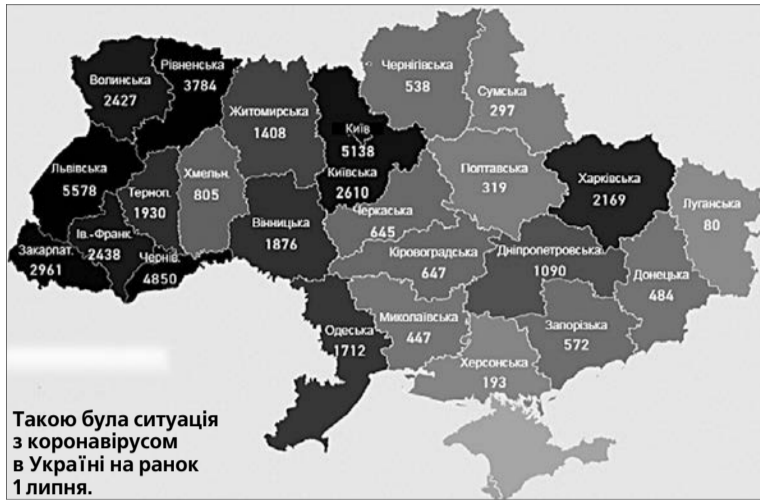 Волинська
2427
Рівненська
3784
Житомирська
1408
Київ
5138
Київська
2610
Чернігівська
538
Сумська
297
Львівська
5578
Терноп.
1930
Хмельн.
805
Вінницька
1876
Черкаська
645
Полтавська
319
Харківська
2169
Луганська
80
Закарпат.
2961
Ів.-Франк.
2438
Чернів.
4850
Кіровоградська
647
Дніпропетровська
1090
Донецька
484
Одеська
1712
Миколаївська
447
Херсонська
193
Запорізька
572
Такою була ситуація
з коронавірусом
в Україні на ранок
1 липня.